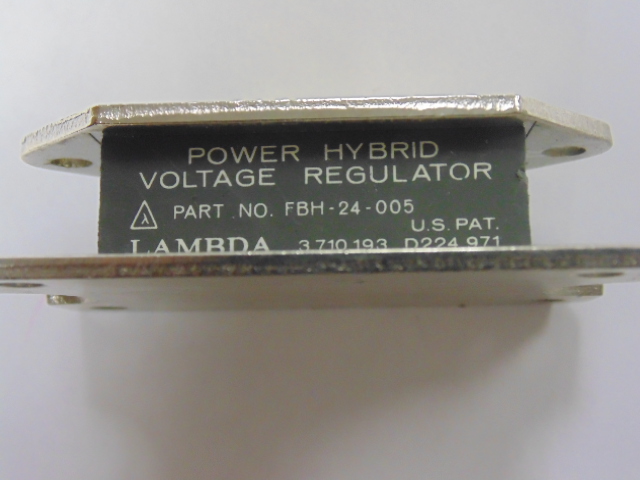 POWER HYBRID
VOLTAGE REGULATOR
λ PART NO. FBH-24-005
U.S. PAT.
LAMBDA 3,710,193 D224,971